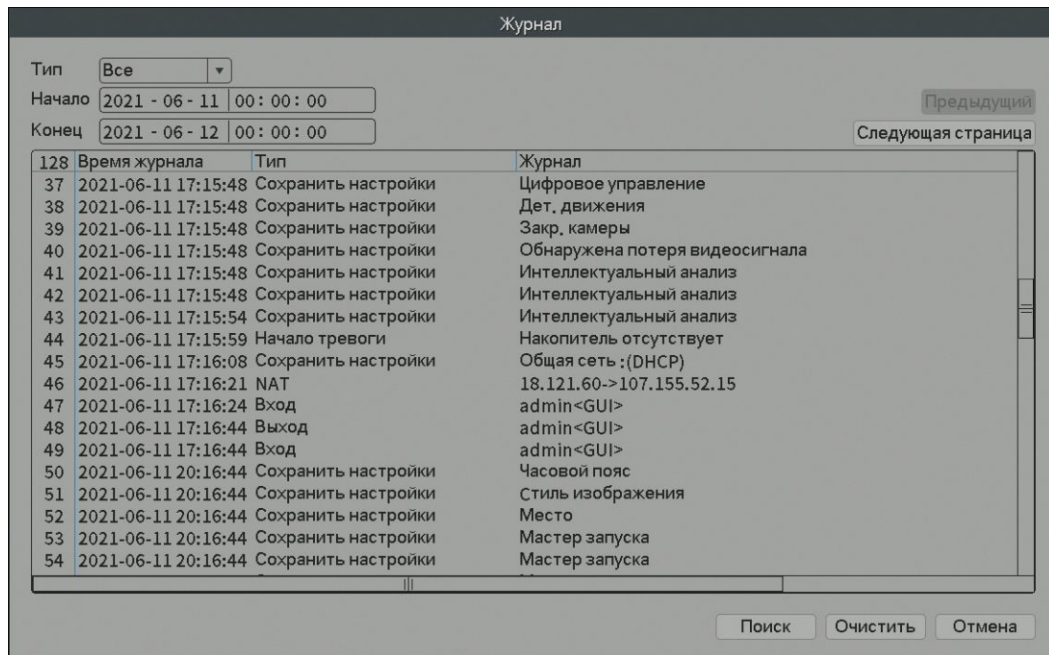 Журнал
Тип Все
Начало 2021 - 06 - 11 00 : 00 : 00
Предыдущий
Конец 2021 - 06 - 12 00 : 00 : 00
Следующая страница
128 Время журнала Тип Журнал
37 2021-06-11 17:15:48 Сохранить настройки Цифровое управление
38 2021-06-11 17:15:48 Сохранить настройки Дет. движения
39 2021-06-11 17:15:48 Сохранить настройки Закр. камеры
40 2021-06-11 17:15:48 Сохранить настройки Обнаружена потеря видеосигнала
41 2021-06-11 17:15:48 Сохранить настройки Интеллектуальный анализ
42 2021-06-11 17:15:48 Сохранить настройки Интеллектуальный анализ
43 2021-06-11 17:15:54 Сохранить настройки Интеллектуальный анализ
44 2021-06-11 17:15:59 Начало тревоги Накопитель отсутствует
45 2021-06-11 17:16:08 Сохранить настройки Общая сеть :(DHCP)
46 2021-06-11 17:16:21 NAT 18.121.60->107.155.52.15
47 2021-06-11 17:16:24 Вход admin<GUI>
48 2021-06-11 17:16:44 Выход admin<GUI>
49 2021-06-11 17:16:44 Вход admin<GUI>
50 2021-06-11 20:16:44 Сохранить настройки Часовой пояс
51 2021-06-11 20:16:44 Сохранить настройки Стиль изображения
52 2021-06-11 20:16:44 Сохранить настройки Место
53 2021-06-11 20:16:44 Сохранить настройки Мастер запуска
54 2021-06-11 20:16:44 Сохранить настройки Мастер запуска
Поиск Очистить Отмена